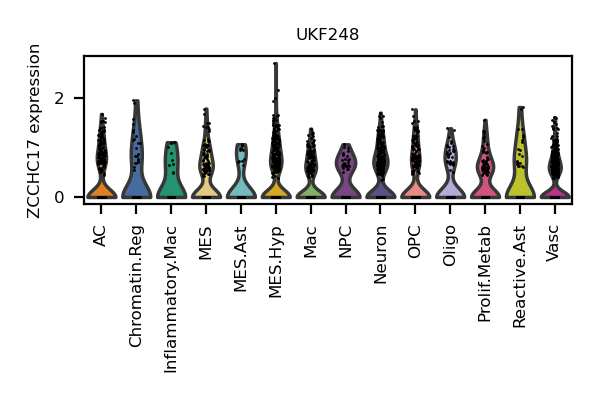 UKF248
ZCCHC17 expression
2
0
AC
Chromatin.Reg
Inflammatory.Mac
MES
MES.Ast
MES.Hyp
Mac
NPC
Neuron
OPC
Oligo
Prolif.Metab
Reactive.Ast
Vasc